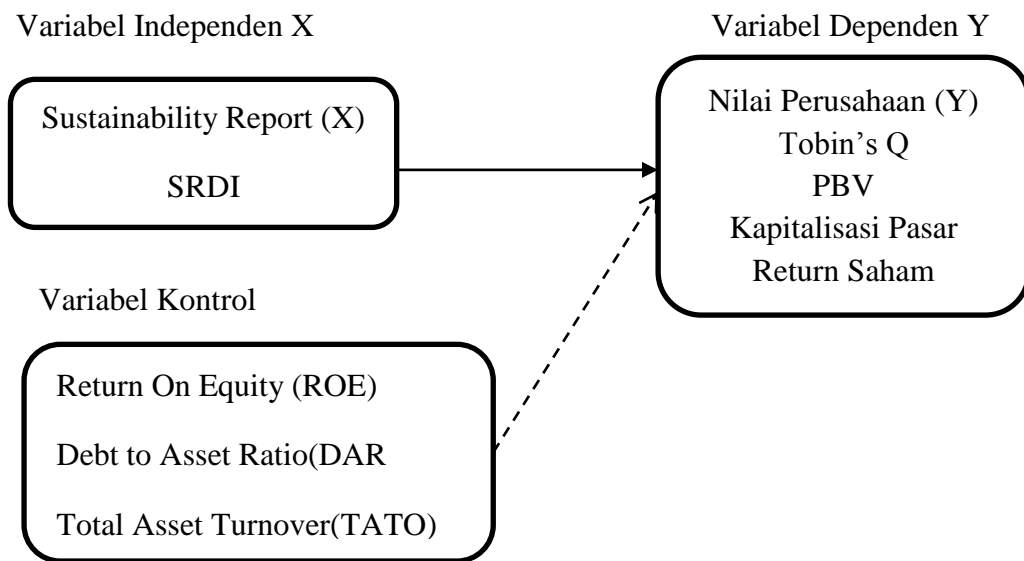 Variabel Independen X
Variabel Dependen Y
Sustainability Report (X)
SRDI
Nilai Perusahaan (Y)
Tobin’s Q
PBV
Kapitalisasi Pasar
Return Saham
Variabel Kontrol
Return On Equity (ROE)
Debt to Asset Ratio(DAR
Total Asset Turnover(TATO)